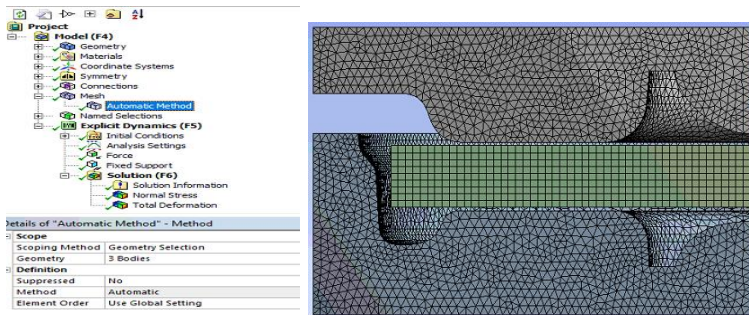 Project
Model (F4)
Geometry
Materials
Coordinate Systems
Symmetry
Connections
Mesh
Automatic Method
Named Selections
Explicit Dynamics (F5)
Initial Conditions
Analysis Settings
Force
Fixed Support
Solution (F6)
Solution Information
Normal Stress
Total Deformation
Details of "Automatic Method" - Method
Scope
Scoping Method Geometry Selection
Geometry 3 Bodies
Definition
Suppressed No
Method Automatic
Element Order Use Global Setting